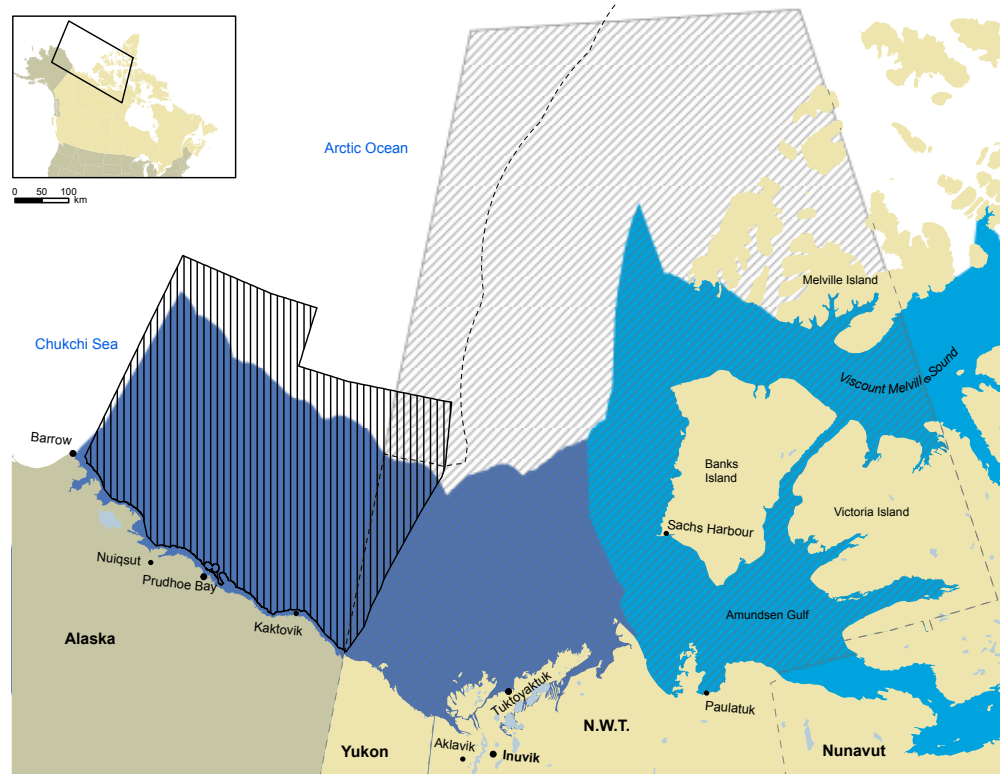 Arctic Ocean
0 50 100
km
Melville Island
Chukchi Sea
Viscount Melville Sound
Barrow
Banks
Island
Victoria Island
Sachs Harbour
Nuiqsut
Prudhoe Bay
Kaktovik
Amundsen Gulf
Alaska
Tuktoyaktuk
Paulatuk
N.W.T.
Yukon
Aklavik
Inuvik
Nunavut